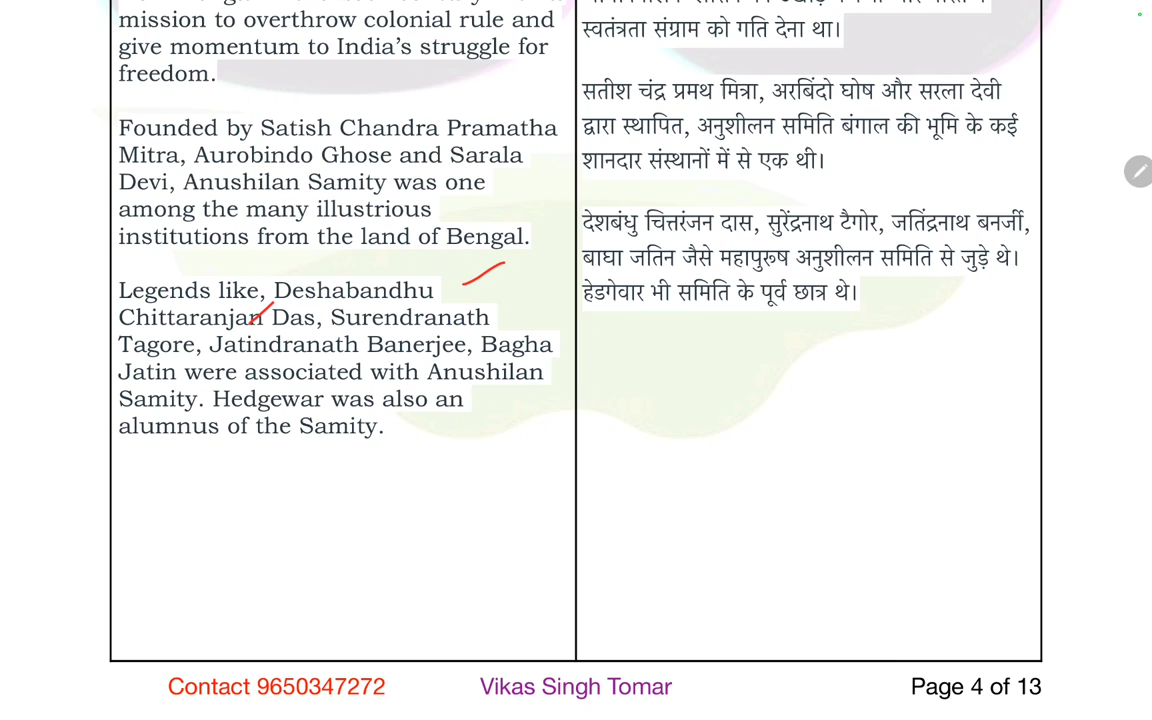 mission to overthrow colonial rule and
give momentum to India’s struggle for
freedom.
Founded by Satish Chandra Pramatha
Mitra, Aurobindo Ghose and Sarala
Devi, Anushilan Samity was one
among the many illustrious
institutions from the land of Bengal.
Legends like, Deshabandhu
Chittaranjan Das, Surendranath
Tagore, Jatindranath Banerjee, Bagha
Jatin were associated with Anushilan
Samity. Hedgewar was also an
alumnus of the Samity.
स्वतंत्रता संग्राम को गति देना था।
सतीश चंद्र प्रमथ मित्रा, अरबिंदो घोष और सरला देवी
द्वारा स्थापित, अनुशीलन समिति बंगाल की भूमि के कई
शानदार संस्थानों में से एक थी।
देशबंधु चित्तरंजन दास, सुरेंद्रनाथ टैगोर, जतिंद्रनाथ बनर्जी,
बाघा जतिन जैसे महापुरूष अनुशीलन समिति से जुड़े थे।
हेडगेवार भी समिति के पूर्व छात्र थे।
Contact 9650347272 Vikas Singh Tomar Page 4 of 13